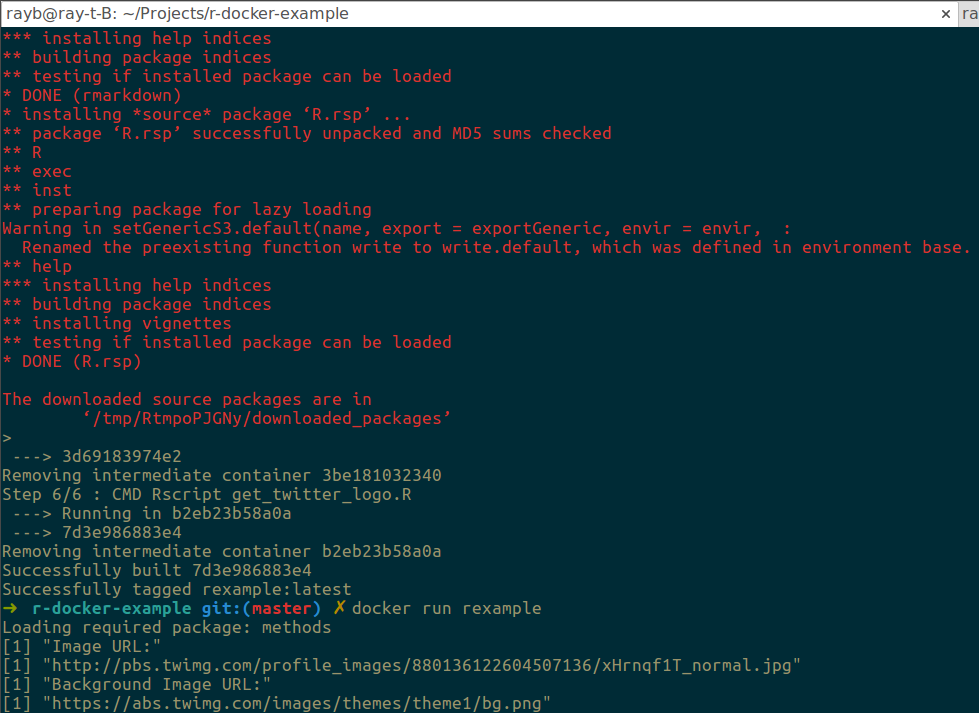 rayb@ray-t-B: ~/Projects/r-docker-example × ra
*** installing help indices
** building package indices
** testing if installed package can be loaded
* DONE (rmarkdown)
* installing *source* package ‘R.rsp’ ...
** package ‘R.rsp’ successfully unpacked and MD5 sums checked
** R
** exec
** inst
** preparing package for lazy loading
Warning in setGenericS3.default(name, export = exportGeneric, envir = envir,  :
  Renamed the preexisting function write to write.default, which was defined in environment base.
** help
*** installing help indices
** building package indices
** installing vignettes
** testing if installed package can be loaded
* DONE (R.rsp)
The downloaded source packages are in
        ‘/tmp/RtmpoPJGNy/downloaded_packages’
>
 ---> 3d69183974e2
Removing intermediate container 3be181032340
Step 6/6 : CMD Rscript get_twitter_logo.R
 ---> Running in b2eb23b58a0a
 ---> 7d3e986883e4
Removing intermediate container b2eb23b58a0a
Successfully built 7d3e986883e4
Successfully tagged rexample:latest
➜  r-docker-example git:(master) ✗ docker run rexample
Loading required package: methods
[1] "Image URL:"
[1] "http://pbs.twimg.com/profile_images/880136122604507136/xHrnqf1T_normal.jpg"
[1] "Background Image URL:"
[1] "https://abs.twimg.com/images/themes/theme1/bg.png"